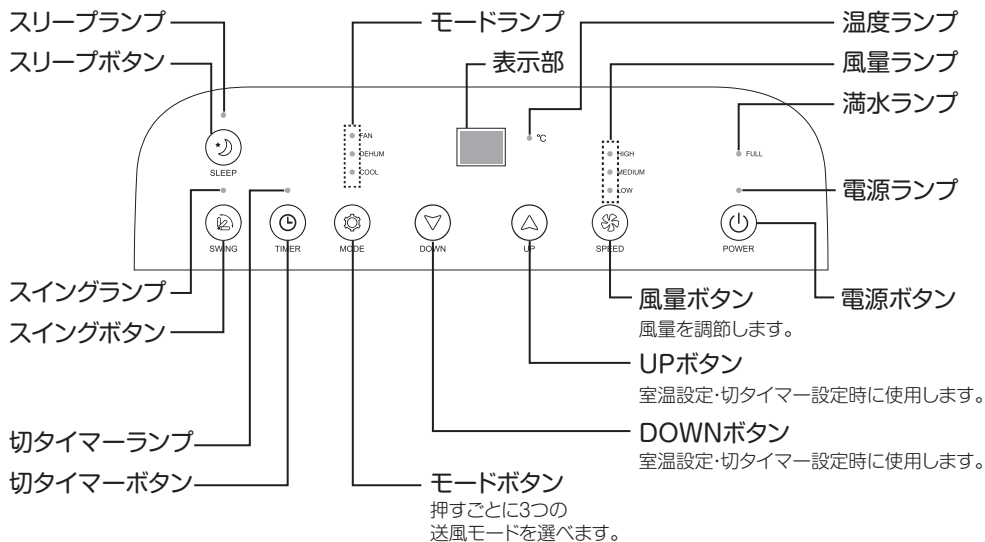 スリープランプ
スリープボタン
モードランプ
表示部
温度ランプ
風量ランプ
満水ランプ
電源ランプ
FAN
DEHUM
COOL
℃
HIGH
MEDIUM
LOW
FULL
SLEEP
SWING
TIMER
MODE
DOWN
UP
SPEED
POWER
スイングランプ
スイングボタン
切タイマーランプ
切タイマーボタン
モードボタン
押すごとに3つの
送風モードを選べます。
風量ボタン
風量を調節します。
電源ボタン
UPボタン
室温設定・切タイマー設定時に使用します。
DOWNボタン
室温設定・切タイマー設定時に使用します。